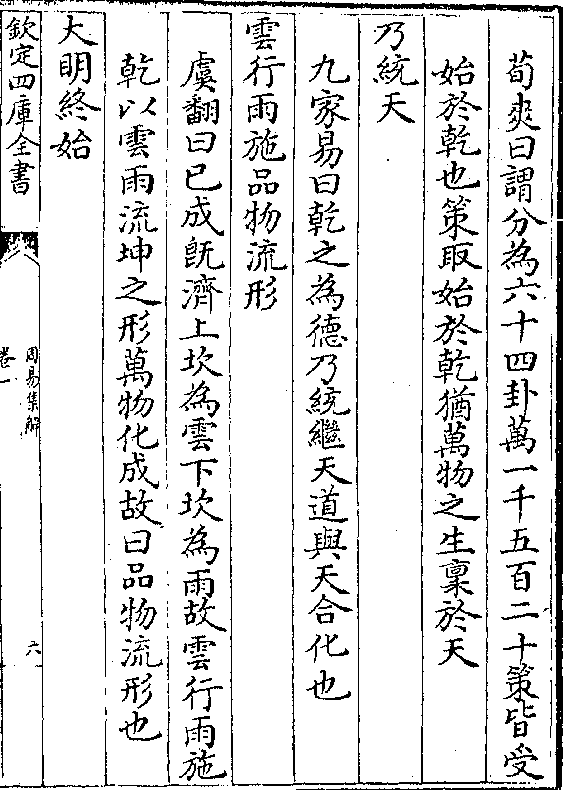 荀爽曰謂分為六十四卦萬一千五百二十策皆受
始於乾也策取始於乾猶萬物之生稟於天
乃統天
九家易曰乾之為德乃統繼天道與天合化也
雲行雨施品物流形
虞翻曰已成旣濟上坎為雲下坎為雨故雲行雨施
乾以雲雨流坤之形萬物化成故曰品物流形也
大明終始
欽定四庫全書
周易集解
卷一
六